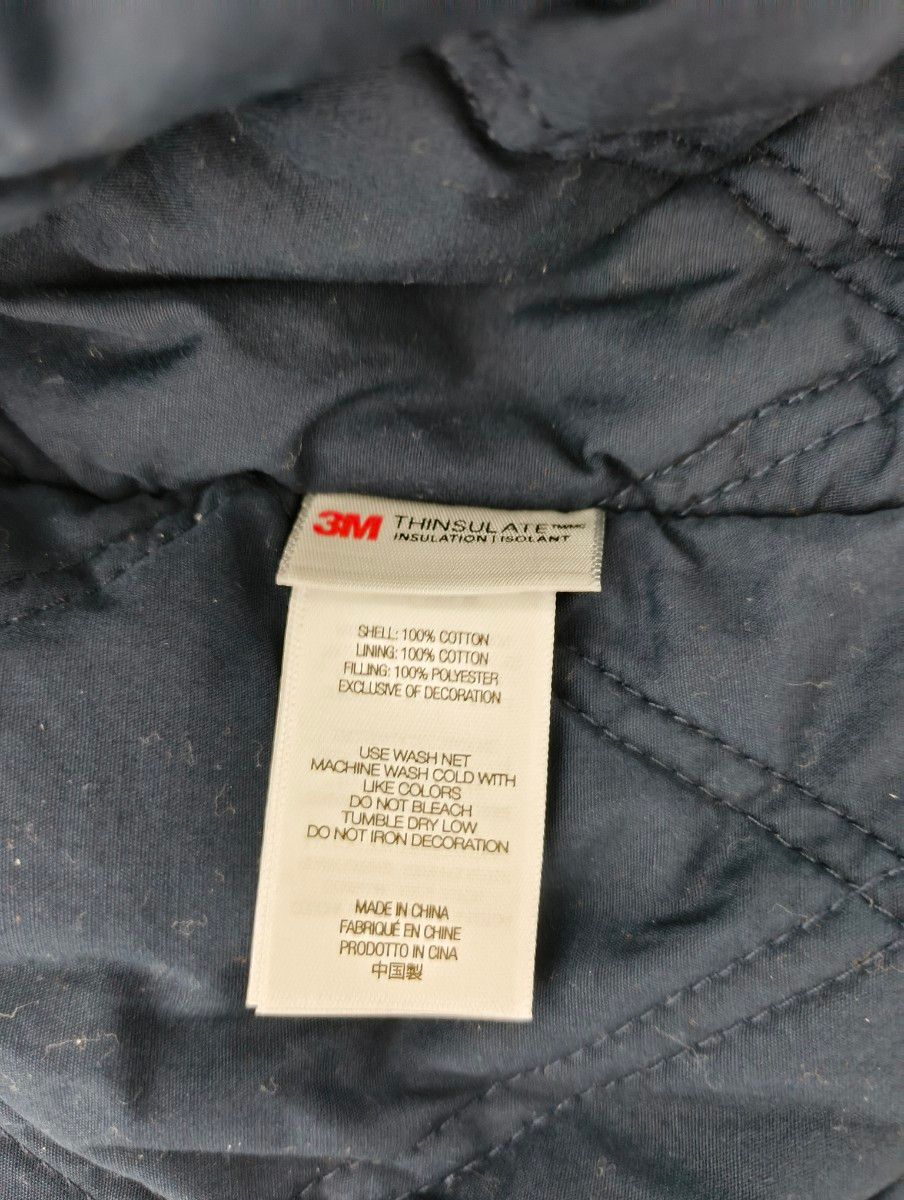 3M THINSULATE™/MC
INSULATION | ISOLANT
SHELL: 100% COTTON
LINING: 100% COTTON
FILLING: 100% POLYESTER
EXCLUSIVE OF DECORATION
USE WASH NET
MACHINE WASH COLD WITH
LIKE COLORS
DO NOT BLEACH
TUMBLE DRY LOW
DO NOT IRON DECORATION
MADE IN CHINA
FABRIQUÉ EN CHINE
PRODOTTO IN CINA
中国製